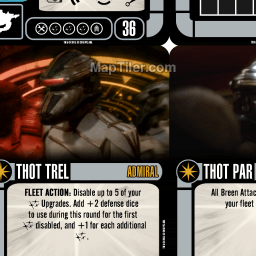 36
MapTiler.com
THOT TREL
ADMIRAL
THOT PAR
FLEET ACTION: Disable up to 5 of your
Upgrades. Add +2 defense dice
to use during this round for the first
disabled, and +1 for each additional
All Breen Attac
your fleet